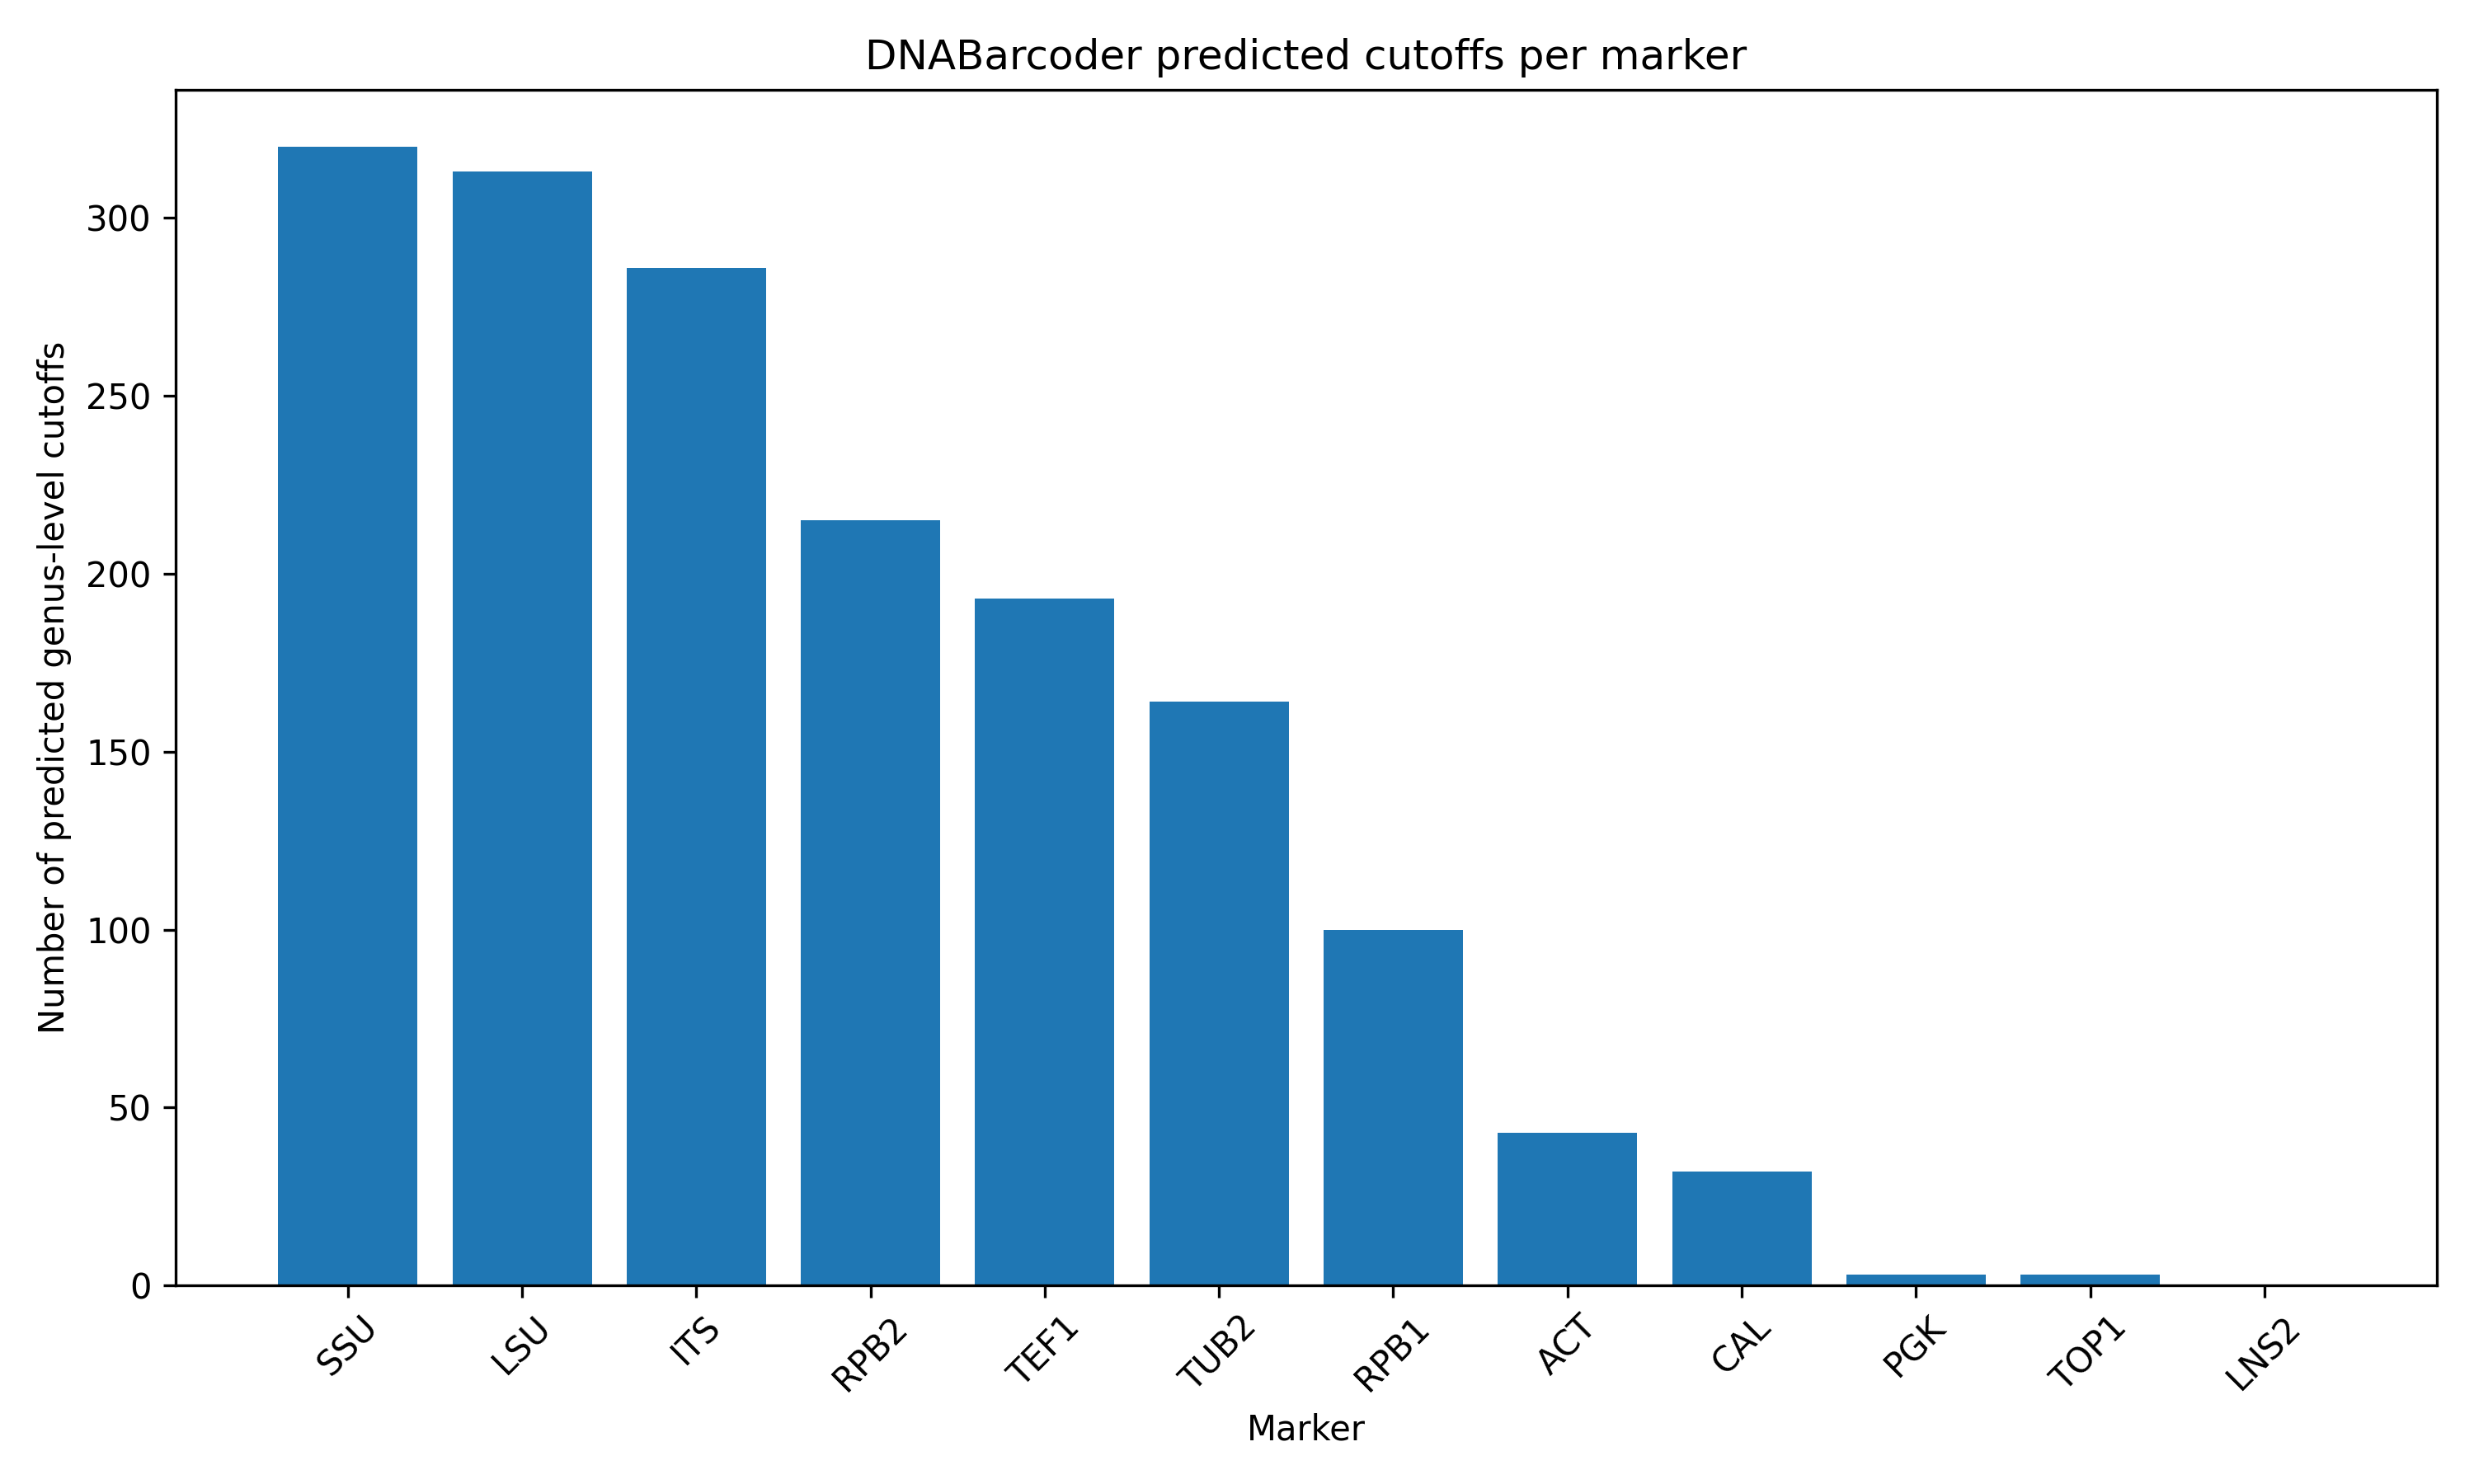 DNABarcoder predicted cutoffs per marker
Number of predicted genus-level cutoffs
300
250
200
150
100
50
0
SSU
LSU
ITS
RPB2
TEF1
TUB2
RPB1
ACT
CAL
PGK
TOP1
LNS2
Marker